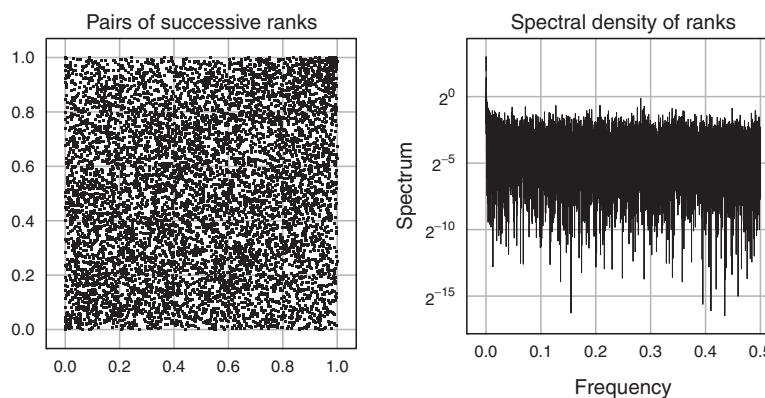 Pairs of successive ranks
1.0
0.8
0.6
0.4
0.2
0.0
0.0 0.2 0.4 0.6 0.8 1.0
Spectral density of ranks
Spectrum
2⁰
2⁻⁵
2⁻¹⁰
2⁻¹⁵
0.0 0.1 0.2 0.3 0.4 0.5
Frequency